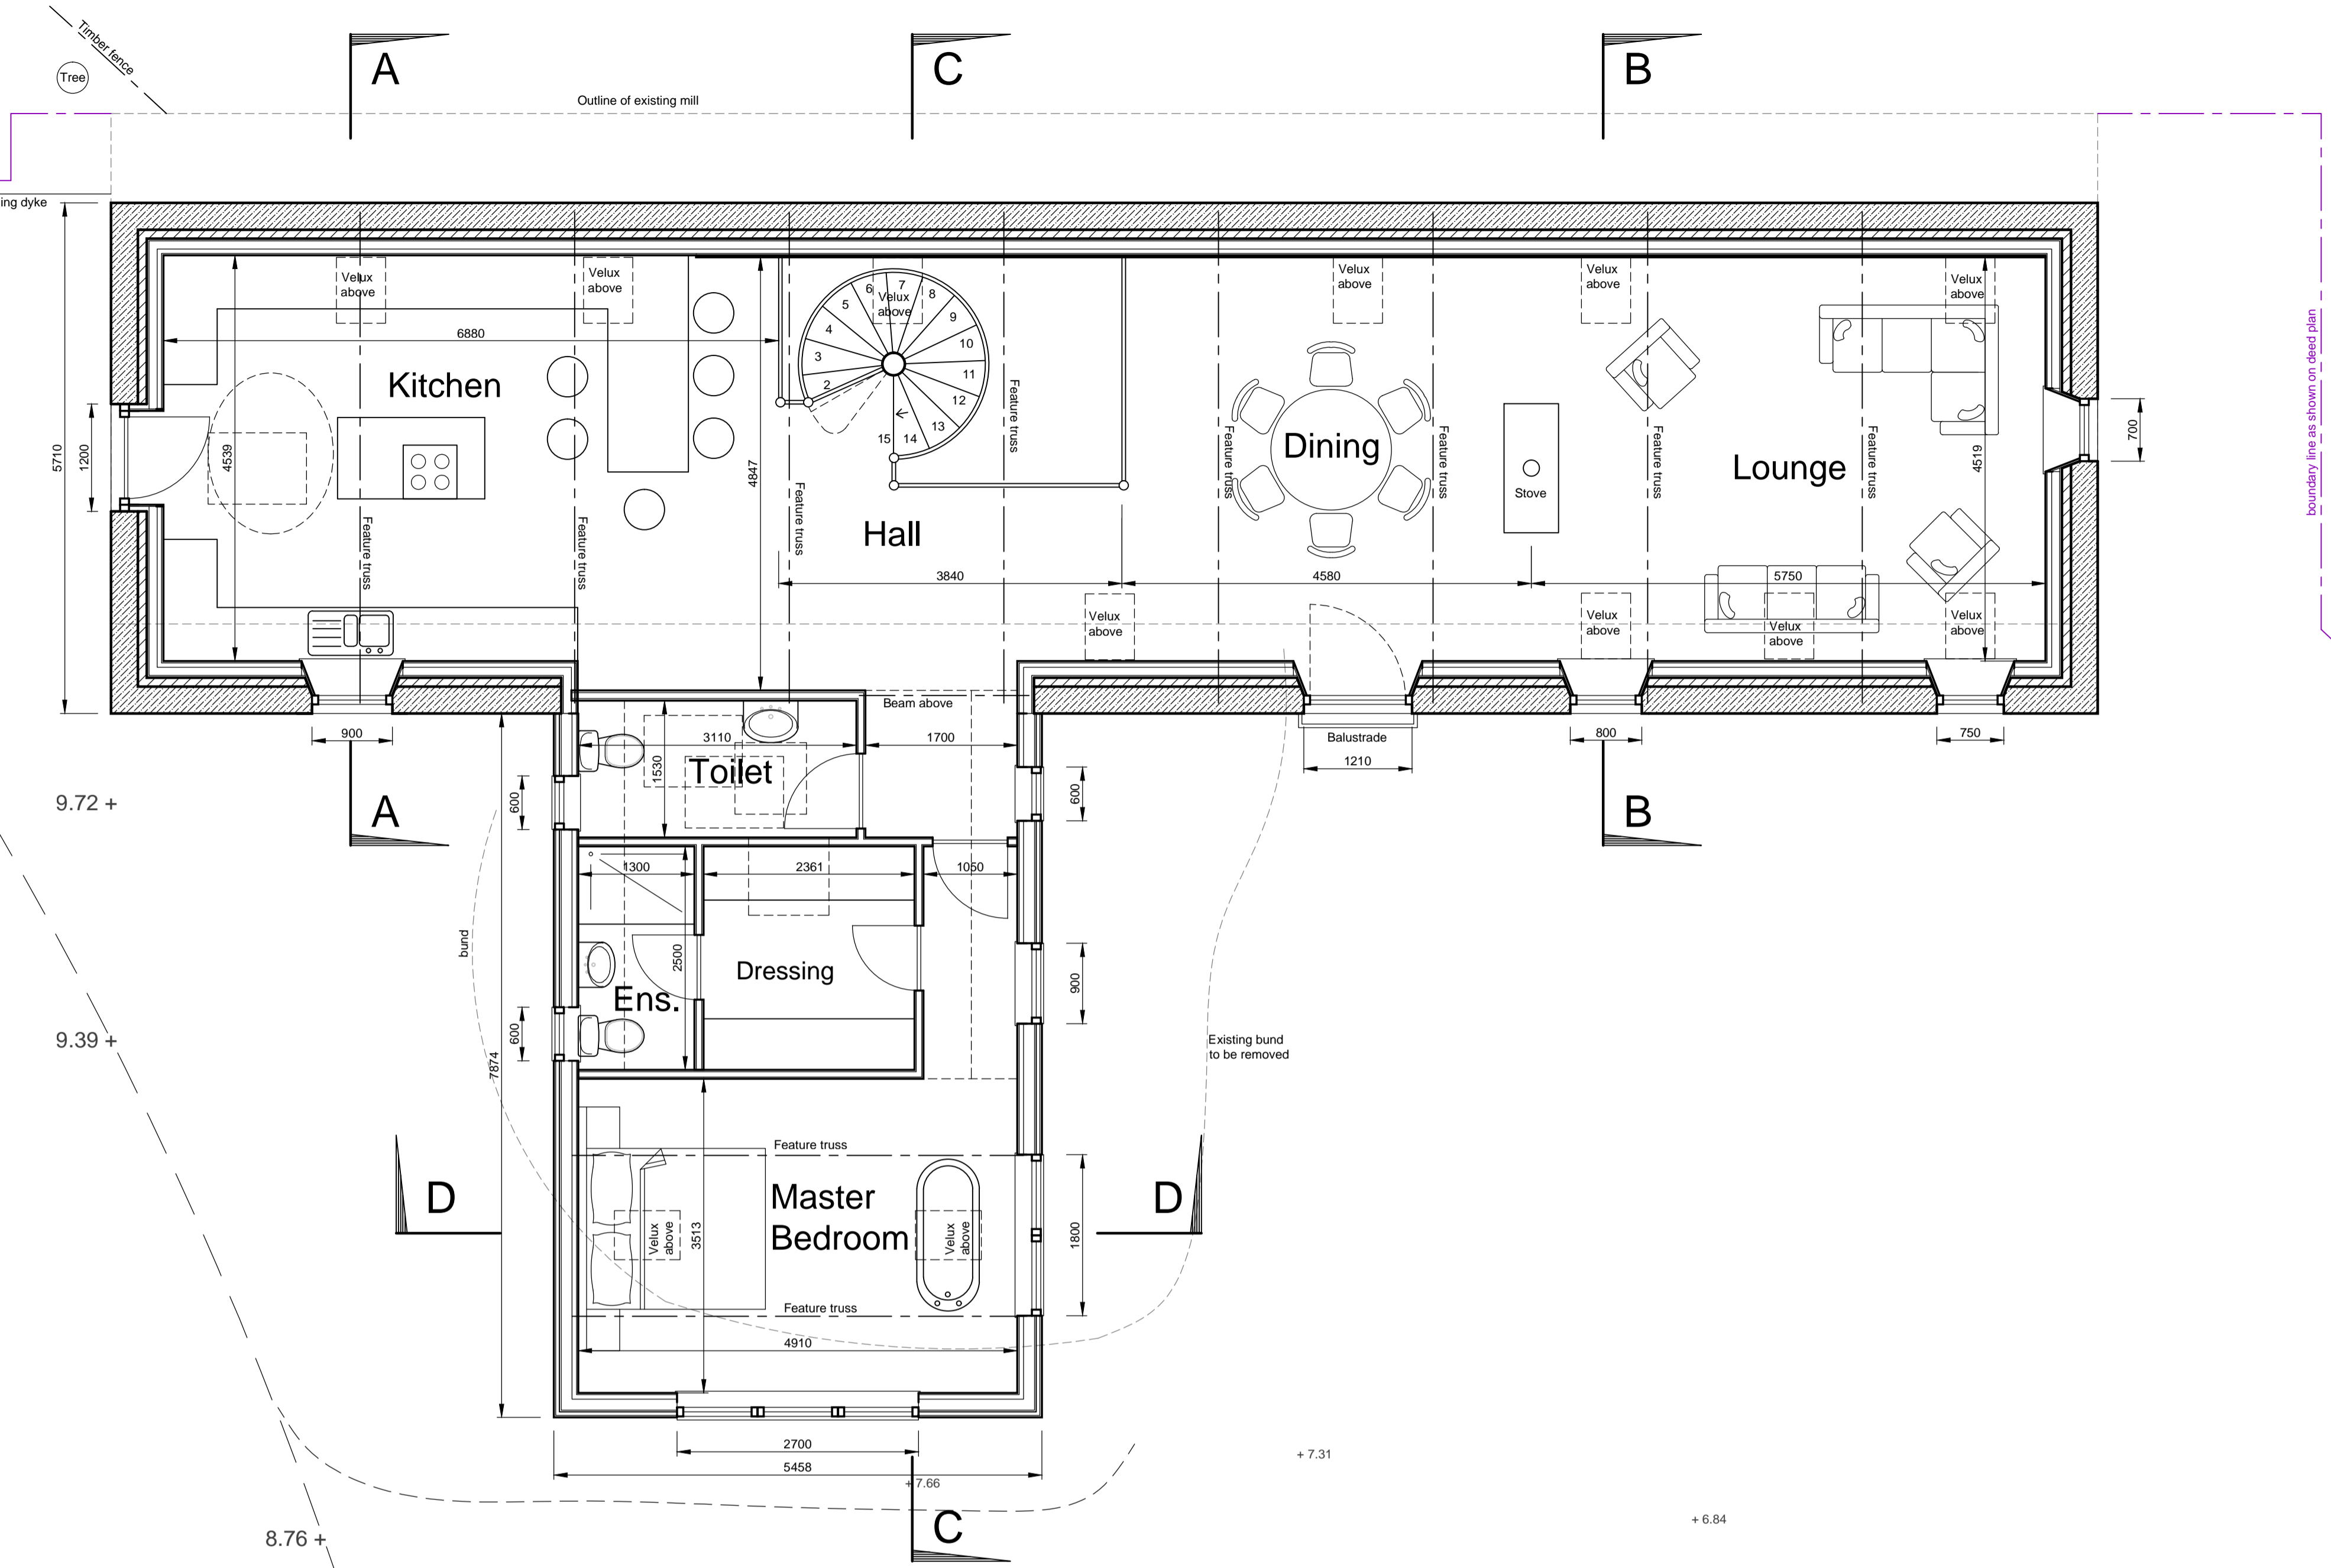 Timber fence
Tree
A
C
B
Outline of existing mill
ing dyke
Velux
above
Velux
above
6
7
8
Velux
above
5
9
4
10
3
11
2
12
13
15
14
Velux
above
Velux
above
Velux
above
6880
Kitchen
5710
1200
4539
4847
Feature truss
Feature truss
Feature truss
Feature truss
Hall
Dining
Feature truss
Feature truss
Stove
Feature truss
Lounge
Feature truss
4519
700
boundary line as shown on deed plan
3840
4580
5750
Velux
above
Velux
above
Velux
above
Velux
above
Beam above
900
3110
1700
Balustrade
1210
800
750
Toilet
1530
600
600
9.72 +
A
B
1300
2361
1050
bund
2500
Dressing
Ens.
900
600
9.39 +
7874
Existing bund
to be removed
Feature truss
D
Master
Bedroom
D
Velux
above
3513
Velux
above
1800
Feature truss
4910
2700
5458
+ 7.66
+ 7.31
C
+ 6.84
8.76 +